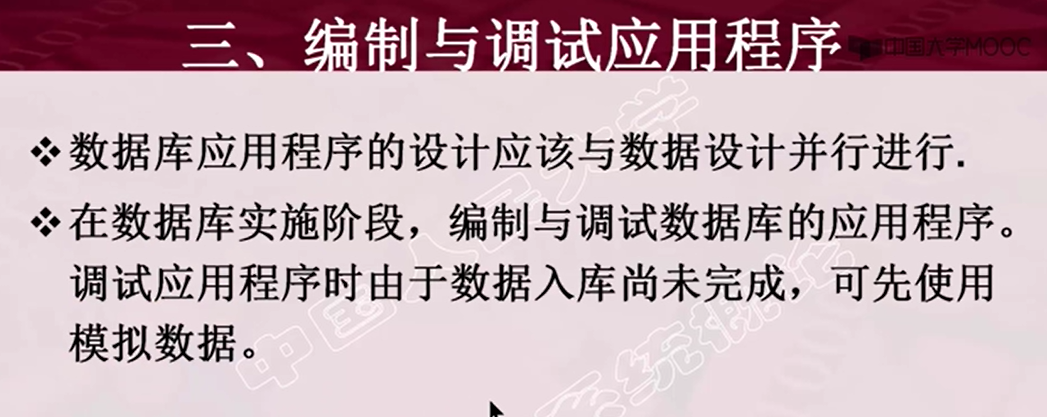 三、编制与调试应用程序
中国大学MOOC
❖数据库应用程序的设计应该与数据设计并行进行.
❖在数据库实施阶段，编制与调试数据库的应用程序。
调试应用程序时由于数据入库尚未完成，可先使用
模拟数据。
中国人民大学
系统概论